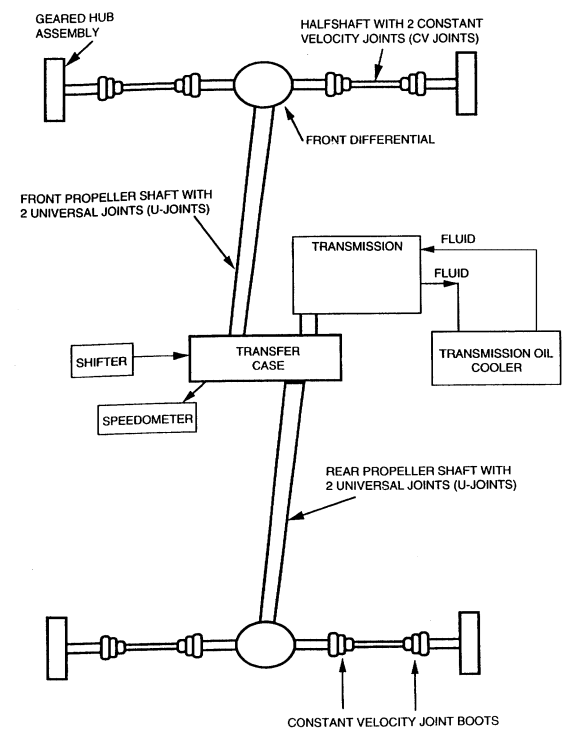 GEARED HUB
ASSEMBLY
HALFSHAFT WITH 2 CONSTANT
VELOCITY JOINTS (CV JOINTS)
FRONT DIFFERENTIAL
FRONT PROPELLER SHAFT WITH
2 UNIVERSAL JOINTS (U-JOINTS)
TRANSMISSION
FLUID
FLUID
SHIFTER
TRANSFER
CASE
TRANSMISSION OIL
COOLER
SPEEDOMETER
REAR PROPELLER SHAFT WITH
2 UNIVERSAL JOINTS (U-JOINTS)
CONSTANT VELOCITY JOINT BOOTS